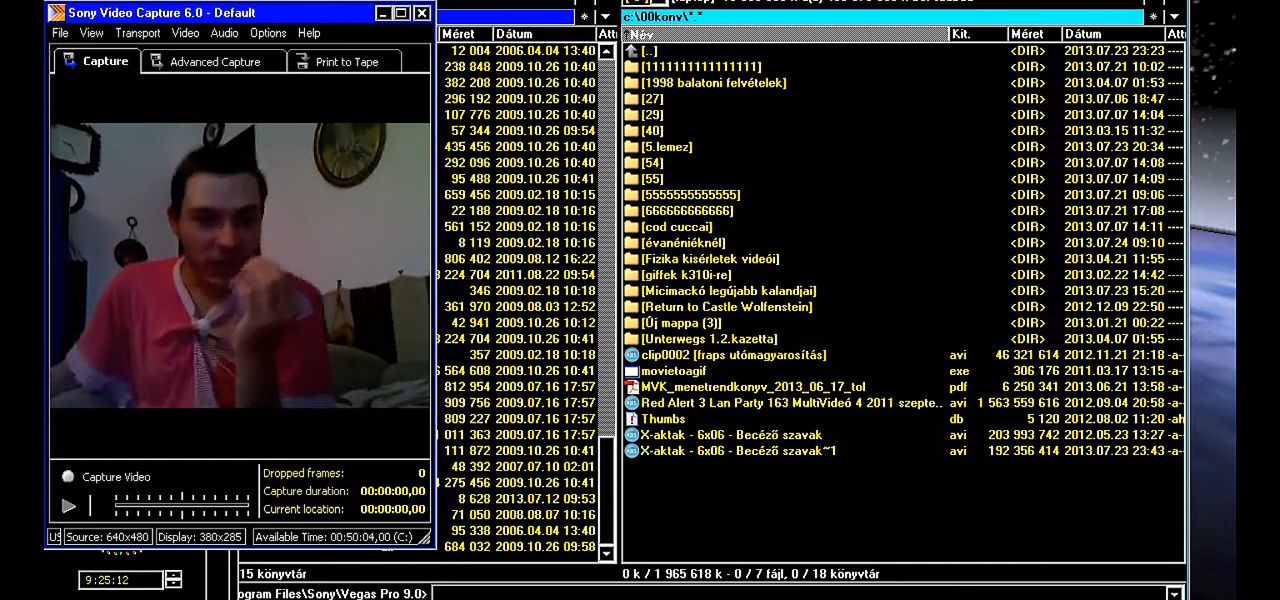 Sony Video Capture 6.0 - Default
File View Transport Video Audio Options Help
Capture Advanced Capture Print to Tape
Capture Video
Dropped frames: 0
Capture duration: 00:00:00,00
Current location: 00:00:00,00
Source: 640x480 Display: 380x285 Available Time: 00:50:04,00 (C:)
9:25:12
Méret Dátum Attr
12 004 2006.04.04 13:40
238 848 2009.10.26 10:40
382 208 2009.10.26 10:40
296 192 2009.10.26 10:40
107 776 2009.10.26 10:40
57 344 2009.10.26 09:54
435 456 2009.10.26 10:40
292 096 2009.10.26 10:40
95 488 2009.10.26 10:41
659 456 2009.02.18 10:15
22 188 2009.02.18 10:16
561 152 2009.02.18 10:16
8 119 2009.02.18 10:16
806 402 2009.08.12 16:22
224 704 2011.08.22 09:54
346 2009.02.18 10:18
361 970 2009.08.03 12:52
42 941 2009.10.26 10:12
224 704 2009.10.26 10:41
357 2009.02.18 10:18
564 608 2009.10.26 10:41
812 954 2009.07.16 17:57
909 756 2009.07.16 17:57
809 227 2009.07.16 17:57
011 363 2009.07.16 17:57
111 872 2009.10.26 10:41
48 392 2007.07.10 02:01
275 456 2009.10.26 10:41
8 628 2013.07.12 09:53
71 050 2008.08.07 10:16
95 338 2006.04.04 13:40
684 032 2009.10.26 09:58
15 könyvtár
c:\00konv\*.*
Név Kit. Méret Dátum Attr
[..] <DIR> 2013.07.23 23:23 ----
[1111111111111111] <DIR> 2013.07.21 10:02 ----
[1998 balatoni felvételek] <DIR> 2013.04.07 01:53 ----
[27] <DIR> 2013.07.06 18:47 ----
[29] <DIR> 2013.07.07 14:04 ----
[40] <DIR> 2013.03.15 11:32 ----
[5.lemez] <DIR> 2013.07.23 20:34 ----
[54] <DIR> 2013.07.07 14:08 ----
[55] <DIR> 2013.07.07 14:09 ----
[5555555555555] <DIR> 2013.07.21 09:06 ----
[666666666666] <DIR> 2013.07.21 17:08 ----
[cod cuccai] <DIR> 2013.07.07 14:11 ----
[évanéniéknél] <DIR> 2013.07.24 09:10 ----
[Fizika kisérletek videói] <DIR> 2013.04.21 11:55 ----
[giffek k310i-re] <DIR> 2013.02.22 14:42 ----
[Micimackó legújabb kalandjai] <DIR> 2013.07.23 15:20 ----
[Return to Castle Wolfenstein] <DIR> 2012.12.09 22:50 ----
[Új mappa (3)] <DIR> 2013.01.21 00:22 ----
[Unterwegs 1.2.kazetta] <DIR> 2013.04.07 01:55 ----
clip0002 [fraps utómagyarosítás] avi 46 321 614 2012.11.21 21:18 -a--
movietoagif exe 306 176 2011.03.17 13:15 -a--
MVK_menetrendkonyv_2013_06_17_tol pdf 6 250 341 2013.06.21 13:58 -a--
Red Alert 3 Lan Party 163 MultiVideó 4 2011 szepte.. avi 1 563 559 616 2012.09.04 20:58 -a--
Thumbs db 5 120 2012.08.02 11:20 -ah
X-aktak - 6x06 - Becéző szavak avi 203 993 742 2012.05.23 13:27 -a--
X-aktak - 6x06 - Becéző szavak~1 avi 192 356 414 2013.07.23 23:43 -a--
0 k / 1 965 618 k - 0 / 7 fájl, 0 / 18 könyvtár
ogram Files\Sony\Vegas Pro 9.0>